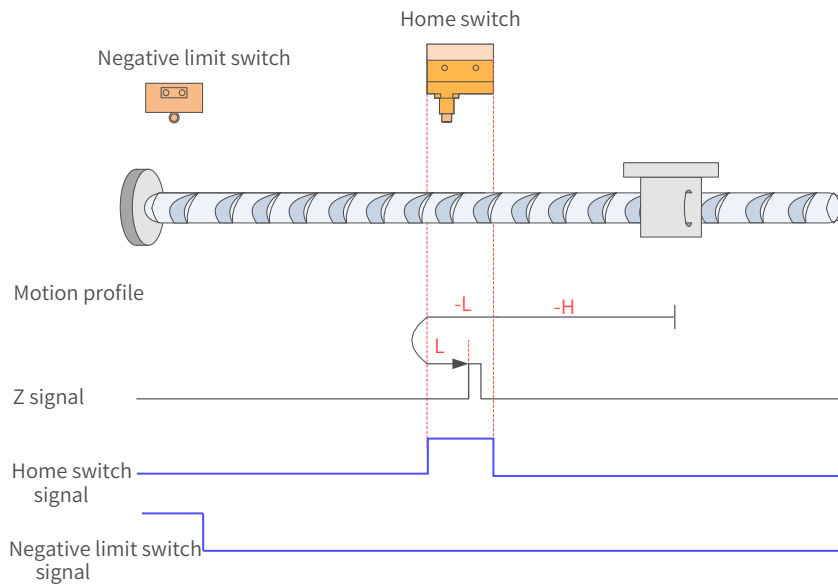 Home switch
Negative limit switch
Motion profile
-L
-H
L
Z signal
Home switch
signal
Negative limit switch
signal